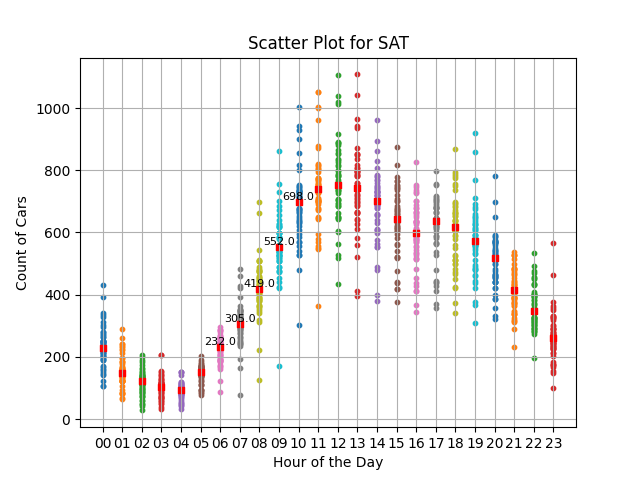 Scatter Plot for SAT
Count of Cars
1000
800
600
400
200
0
698.0
552.0
419.0
305.0
232.0
00 01 02 03 04 05 06 07 08 09 10 11 12 13 14 15 16 17 18 19 20 21 22 23
Hour of the Day